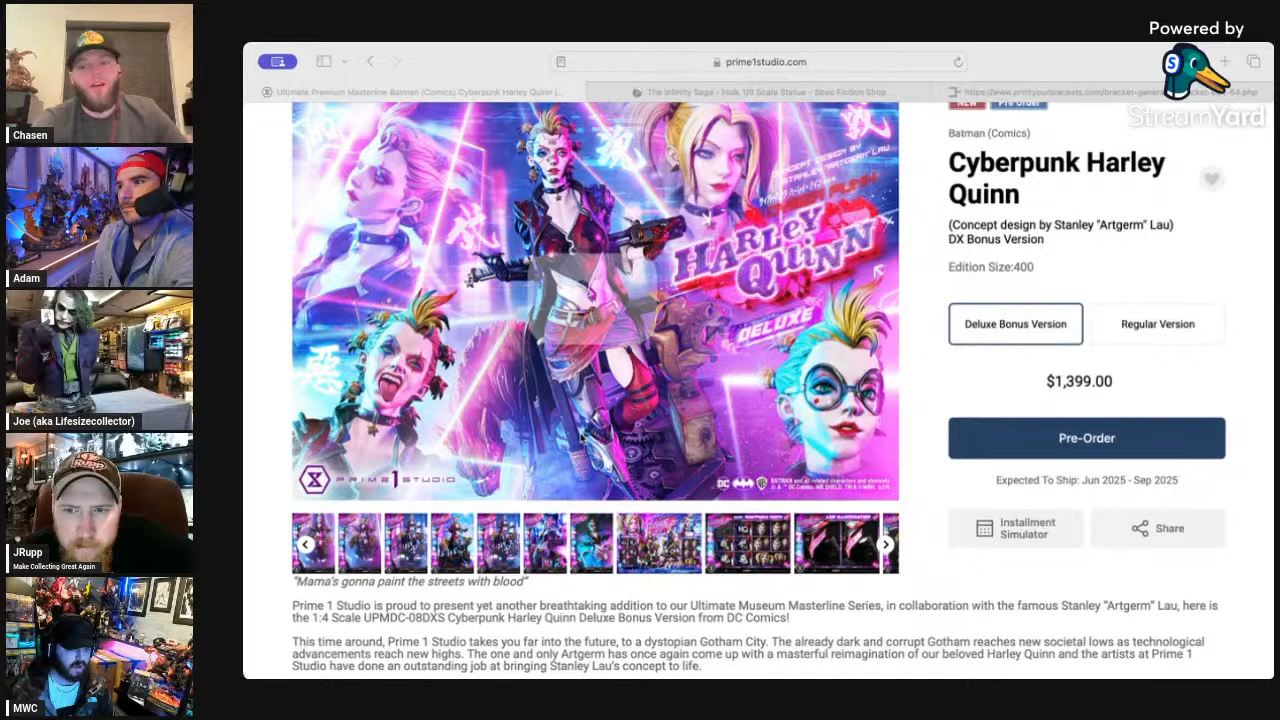 Powered by
StreamYard
Chasen
Adam
Joe (aka Lifesizecollector)
RUPP
JRupp
Make Collecting Great Again
MWC
prime1studio.com
Ultimate Premium Masterline Batman (Comics) Cyberpunk Harley Quinn (...
The Infinity Saga - Hulk 1/3 Scale Statue – Spec Fiction Shop
CONCEPT DESIGN BY
STANLEY "ARTGERM" LAU
HARLEY
QUINN
DELUXE
PRIME 1 STUDIO
DC
NEW
Pre Order
Batman (Comics)
Cyberpunk Harley
Quinn
(Concept design by Stanley "Artgerm" Lau)
DX Bonus Version
Edition Size:400
Deluxe Bonus Version
Regular Version
$1,399.00
Pre-Order
Expected To Ship: Jun 2025 - Sep 2025
Installment
Simulator
Share
"Mama's gonna paint the streets with blood"
Prime 1 Studio is proud to present yet another breathtaking addition to our Ultimate Museum Masterline Series, in collaboration with the famous Stanley "Artgerm" Lau, here is
the 1:4 Scale UPMDC-08DXS Cyberpunk Harley Quinn Deluxe Bonus Version from DC Comics!
This time around, Prime 1 Studio takes you far into the future, to a dystopian Gotham City. The already dark and corrupt Gotham reaches new societal lows as technological
advancements reach new highs. The one and only Artgerm has once again come up with a masterful reimagination of our beloved Harley Quinn and the artists at Prime 1
Studio have done an outstanding job at bringing Stanley Lau's concept to life.